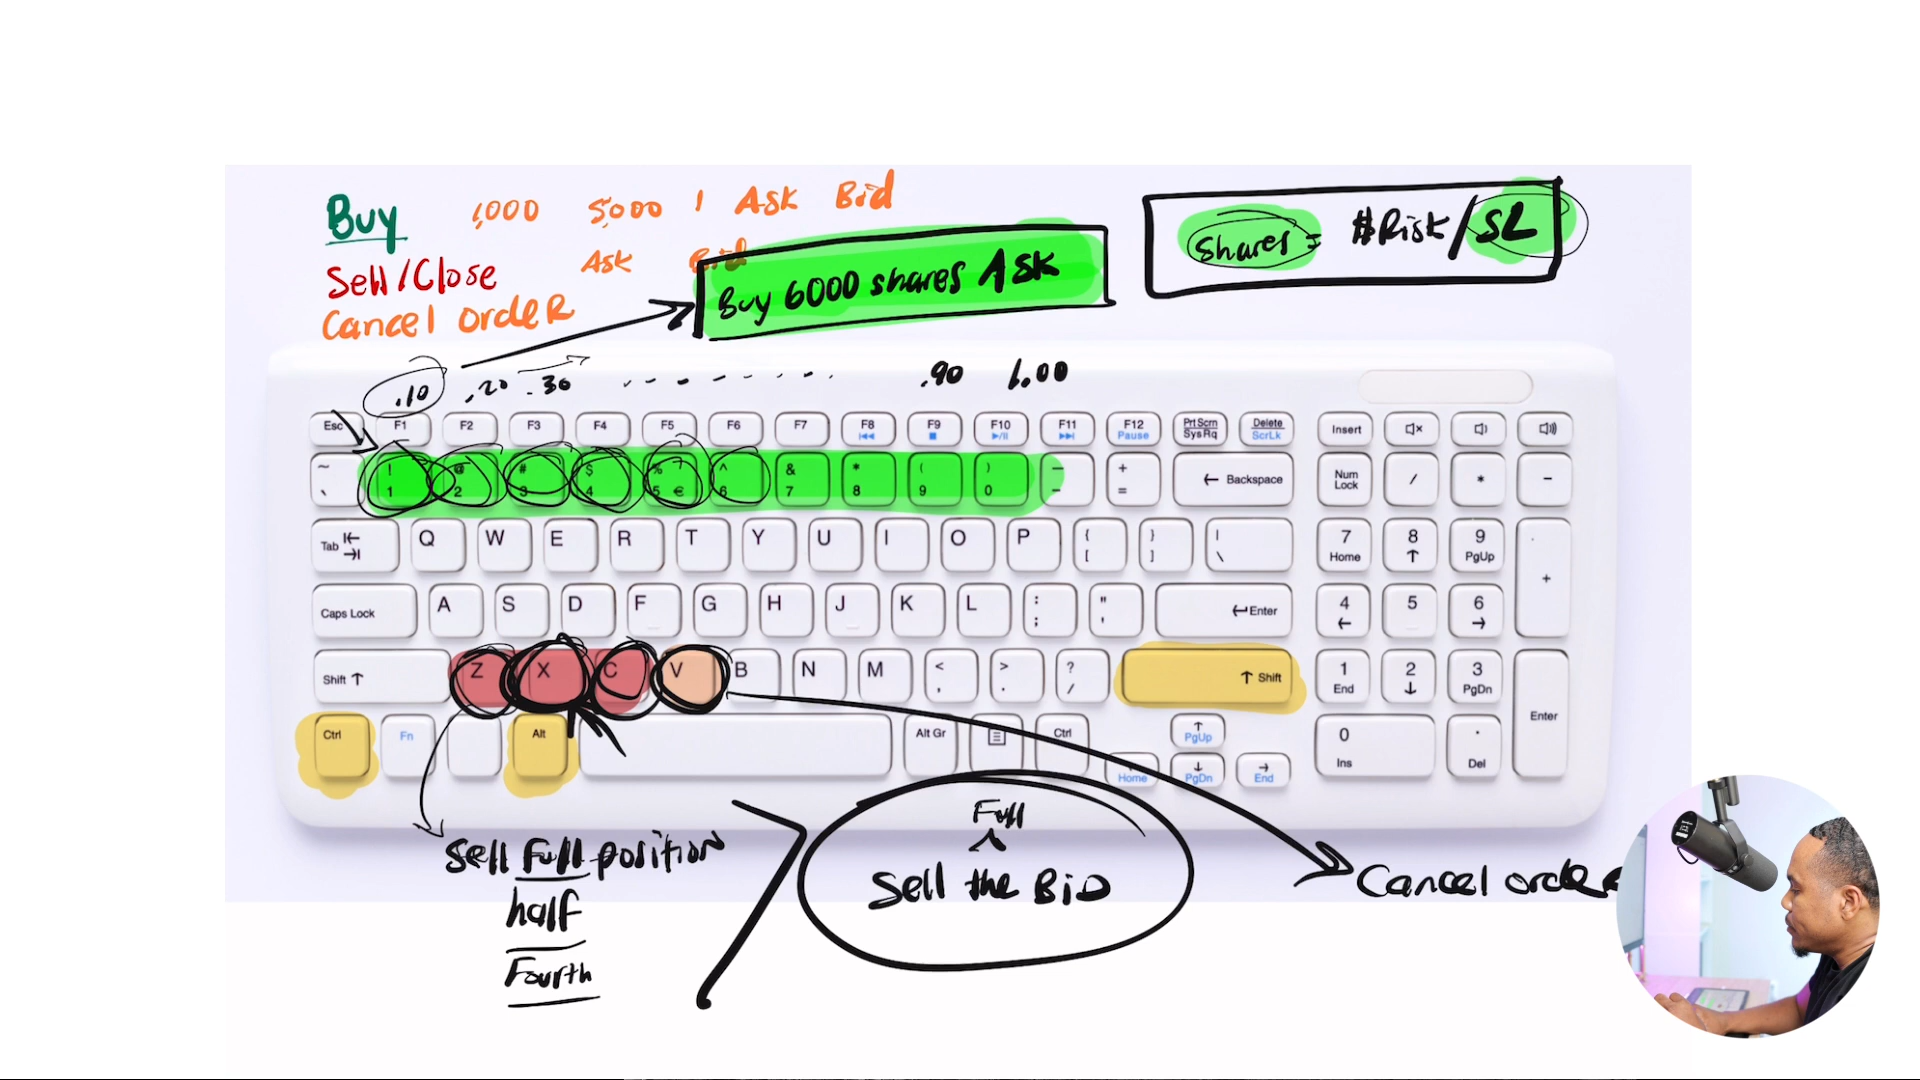 Buy 1,000 5,000 1 Ask Bid
Sell/Close Ask Bid
Cancel order
Buy 6000 shares Ask
Shares = $Risk/SL
.10 .20 .30 .90 1.00
Esc F1 F2 F3 F4 F5 F6 F7 F8 F9 F10 F11 F12 Pause PrtScrn SysRq Delete ScrLk Insert
~ ` ! 1 @ 2 # 3 $ 4 % 5 € ^ 6 & 7 * 8 ( 9 ) 0 _ - + = ← Backspace Num Lock / * -
Tab Q W E R T Y U I O P { [ } ] | \ 7 Home 8 ↑ 9 PgUp +
Caps Lock A S D F G H J K L : ; " ' ↵Enter 4 ← 5 6 →
Shift ↑ Z X C V B N M < , > . ? / ↑ Shift 1 End 2 ↓ 3 PgDn Enter
Ctrl Fn Alt Alt Gr Ctrl ↑ PgUp 0 Ins . Del
Home ↓ PgDn → End
Sell Full position
half
Fourth
Full
Sell the Bid
Cancel order